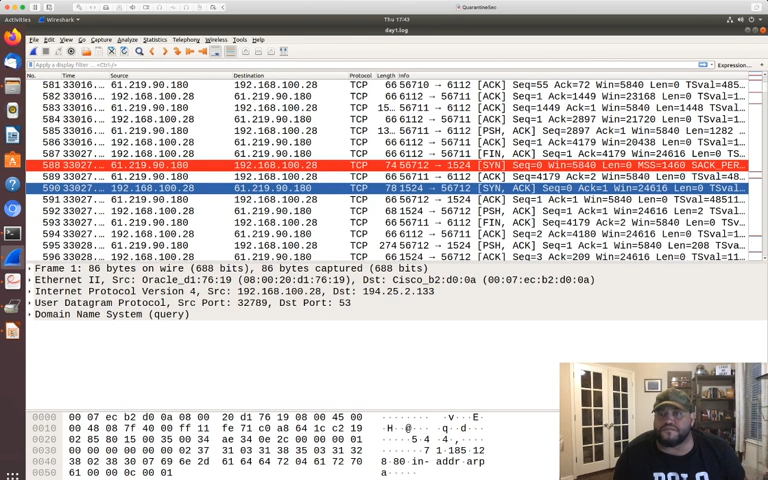 QuarantineSec
Activities Wireshark Thu 17:43
day1.log
File Edit View Go Capture Analyze Statistics Telephony Wireless Tools Help
Apply a display filter ... <Ctrl-/> Expression... +
No. Time Source Destination Protocol Length Info
581 33016... 61.219.90.180 192.168.100.28 TCP 66 56710 → 6112 [ACK] Seq=55 Ack=72 Win=5840 Len=0 TSval=485...
582 33016... 192.168.100.28 61.219.90.180 TCP 66 6112 → 56711 [ACK] Seq=1 Ack=1449 Win=23168 Len=0 TSval=1...
583 33016... 61.219.90.180 192.168.100.28 TCP 15... 56711 → 6112 [ACK] Seq=1449 Ack=1 Win=5840 Len=1448 TSval...
584 33016... 192.168.100.28 61.219.90.180 TCP 66 6112 → 56711 [ACK] Seq=1 Ack=2897 Win=21720 Len=0 TSval=1...
585 33016... 61.219.90.180 192.168.100.28 TCP 13... 56711 → 6112 [PSH, ACK] Seq=2897 Ack=1 Win=5840 Len=1282 ...
586 33016... 192.168.100.28 61.219.90.180 TCP 66 6112 → 56711 [ACK] Seq=1 Ack=4179 Win=20438 Len=0 TSval=1...
587 33027... 192.168.100.28 61.219.90.180 TCP 66 6112 → 56711 [FIN, ACK] Seq=1 Ack=4179 Win=24616 Len=0 TS...
588 33027... 61.219.90.180 192.168.100.28 TCP 74 56712 → 1524 [SYN] Seq=0 Win=5840 Len=0 MSS=1460 SACK_PER...
589 33027... 61.219.90.180 192.168.100.28 TCP 66 56711 → 6112 [ACK] Seq=4179 Ack=2 Win=5840 Len=0 TSval=48...
590 33027... 192.168.100.28 61.219.90.180 TCP 78 1524 → 56712 [SYN, ACK] Seq=0 Ack=1 Win=24616 Len=0 TSval...
591 33027... 61.219.90.180 192.168.100.28 TCP 66 56712 → 1524 [ACK] Seq=1 Ack=1 Win=5840 Len=0 TSval=48511...
592 33027... 192.168.100.28 61.219.90.180 TCP 68 1524 → 56712 [PSH, ACK] Seq=1 Ack=1 Win=24616 Len=2 TSval...
593 33027... 61.219.90.180 192.168.100.28 TCP 66 56711 → 6112 [FIN, ACK] Seq=4179 Ack=2 Win=5840 Len=0 TSv...
594 33027... 192.168.100.28 61.219.90.180 TCP 66 6112 → 56711 [ACK] Seq=2 Ack=4180 Win=24616 Len=0 TSval=1...
595 33028... 61.219.90.180 192.168.100.28 TCP 274 56712 → 1524 [PSH, ACK] Seq=1 Ack=1 Win=5840 Len=208 TSva...
596 33028... 192.168.100.28 61.219.90.180 TCP 66 1524 → 56712 [ACK] Seq=3 Ack=209 Win=24616 Len=0 TSval=11...
Frame 1: 86 bytes on wire (688 bits), 86 bytes captured (688 bits)
Ethernet II, Src: Oracle_d1:76:19 (08:00:20:d1:76:19), Dst: Cisco_b2:d0:0a (00:07:ec:b2:d0:0a)
Internet Protocol Version 4, Src: 192.168.100.28, Dst: 194.25.2.133
User Datagram Protocol, Src Port: 32789, Dst Port: 53
Domain Name System (query)
0000 00 07 ec b2 d0 0a 08 00 20 d1 76 19 08 00 45 00 ········ ·v···E·
0010 00 48 08 7f 40 00 ff 11 fe 71 c0 a8 64 1c c2 19 ·H··@··· ·q··d···
0020 02 85 80 15 00 35 00 34 ae 34 0e 2c 00 00 00 01 ·····5·4 ·4·,····
0030 00 00 00 00 00 00 02 37 31 03 31 38 35 03 31 32 ·······7 1·185·12
0040 38 02 38 30 07 69 6e 2d 61 64 64 72 04 61 72 70 8·80·in- addr·arp
0050 61 00 00 0c 00 01 a·····
POLO